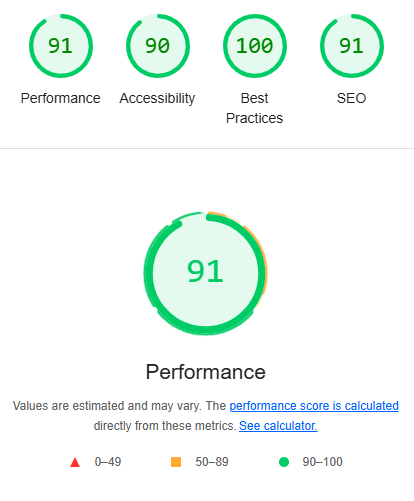 91 90 100 91
Performance Accessibility Best Practices SEO
91
Performance
Values are estimated and may vary. The performance score is calculated
directly from these metrics. See calculator.
0–49 50–89 90–100